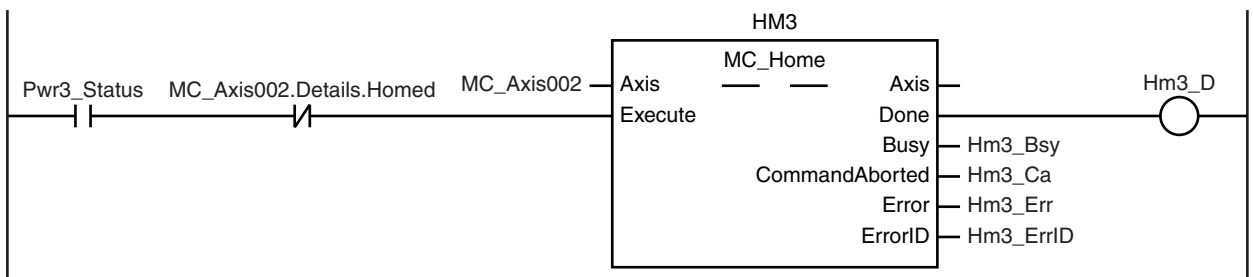 HM3
MC_Home
Pwr3_Status MC_Axis002.Details.Homed MC_Axis002 Axis Axis Hm3_D
Execute Done
Busy Hm3_Bsy
CommandAborted Hm3_Ca
Error Hm3_Err
ErrorID Hm3_ErrID